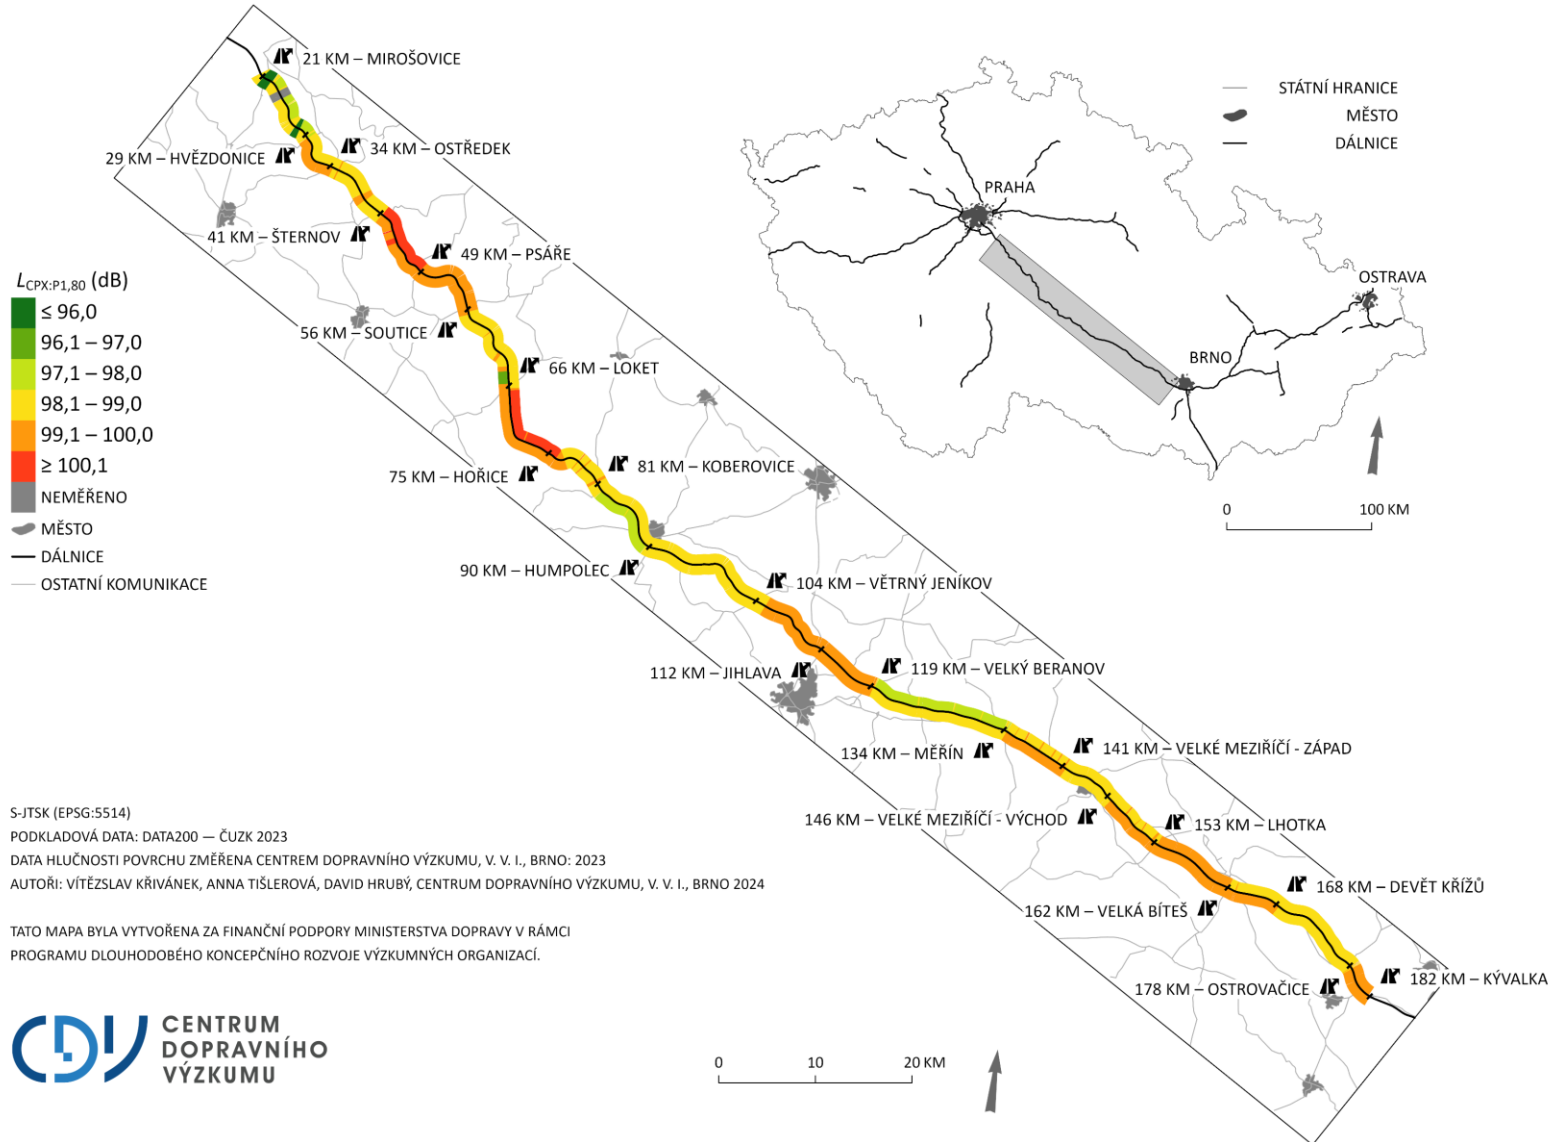 21 KM – MIROŠOVICE
29 KM – HVĚZDONICE
34 KM – OSTŘEDEK
41 KM – ŠTERNOV
49 KM – PSÁŘE
56 KM – SOUTICE
66 KM – LOKET
75 KM – HOŘICE
81 KM – KOBEROVICE
90 KM – HUMPOLEC
104 KM – VĚTRNÝ JENÍKOV
112 KM – JIHLAVA
119 KM – VELKÝ BERANOV
134 KM – MĚŘÍN
141 KM – VELKÉ MEZIŘÍČÍ - ZÁPAD
146 KM – VELKÉ MEZIŘÍČÍ - VÝCHOD
153 KM – LHOTKA
162 KM – VELKÁ BÍTEŠ
168 KM – DEVĚT KŘÍŽŮ
178 KM – OSTROVAČICE
182 KM – KÝVALKA
STÁTNÍ HRANICE
MĚSTO
DÁLNICE
PRAHA
OSTRAVA
BRNO
0 100 KM
LCPX:P1,80 (dB)
≤ 96,0
96,1 – 97,0
97,1 – 98,0
98,1 – 99,0
99,1 – 100,0
≥ 100,1
NEMĚŘENO
MĚSTO
DÁLNICE
OSTATNÍ KOMUNIKACE
S-JTSK (EPSG:5514)
PODKLADOVÁ DATA: DATA200 — ČUZK 2023
DATA HLUČNOSTI POVRCHU ZMĚŘENA CENTREM DOPRAVNÍHO VÝZKUMU, V. V. I., BRNO: 2023
AUTOŘI: VÍTĚZSLAV KŘIVÁNEK, ANNA TIŠLEROVÁ, DAVID HRUBÝ, CENTRUM DOPRAVNÍHO VÝZKUMU, V. V. I., BRNO 2024
TATO MAPA BYLA VYTVOŘENA ZA FINANČNÍ PODPORY MINISTERSTVA DOPRAVY V RÁMCI
PROGRAMU DLOUHODOBÉHO KONCEPČNÍHO ROZVOJE VÝZKUMNÝCH ORGANIZACÍ.
CDV
CENTRUM
DOPRAVNÍHO
VÝZKUMU
0 10 20 KM